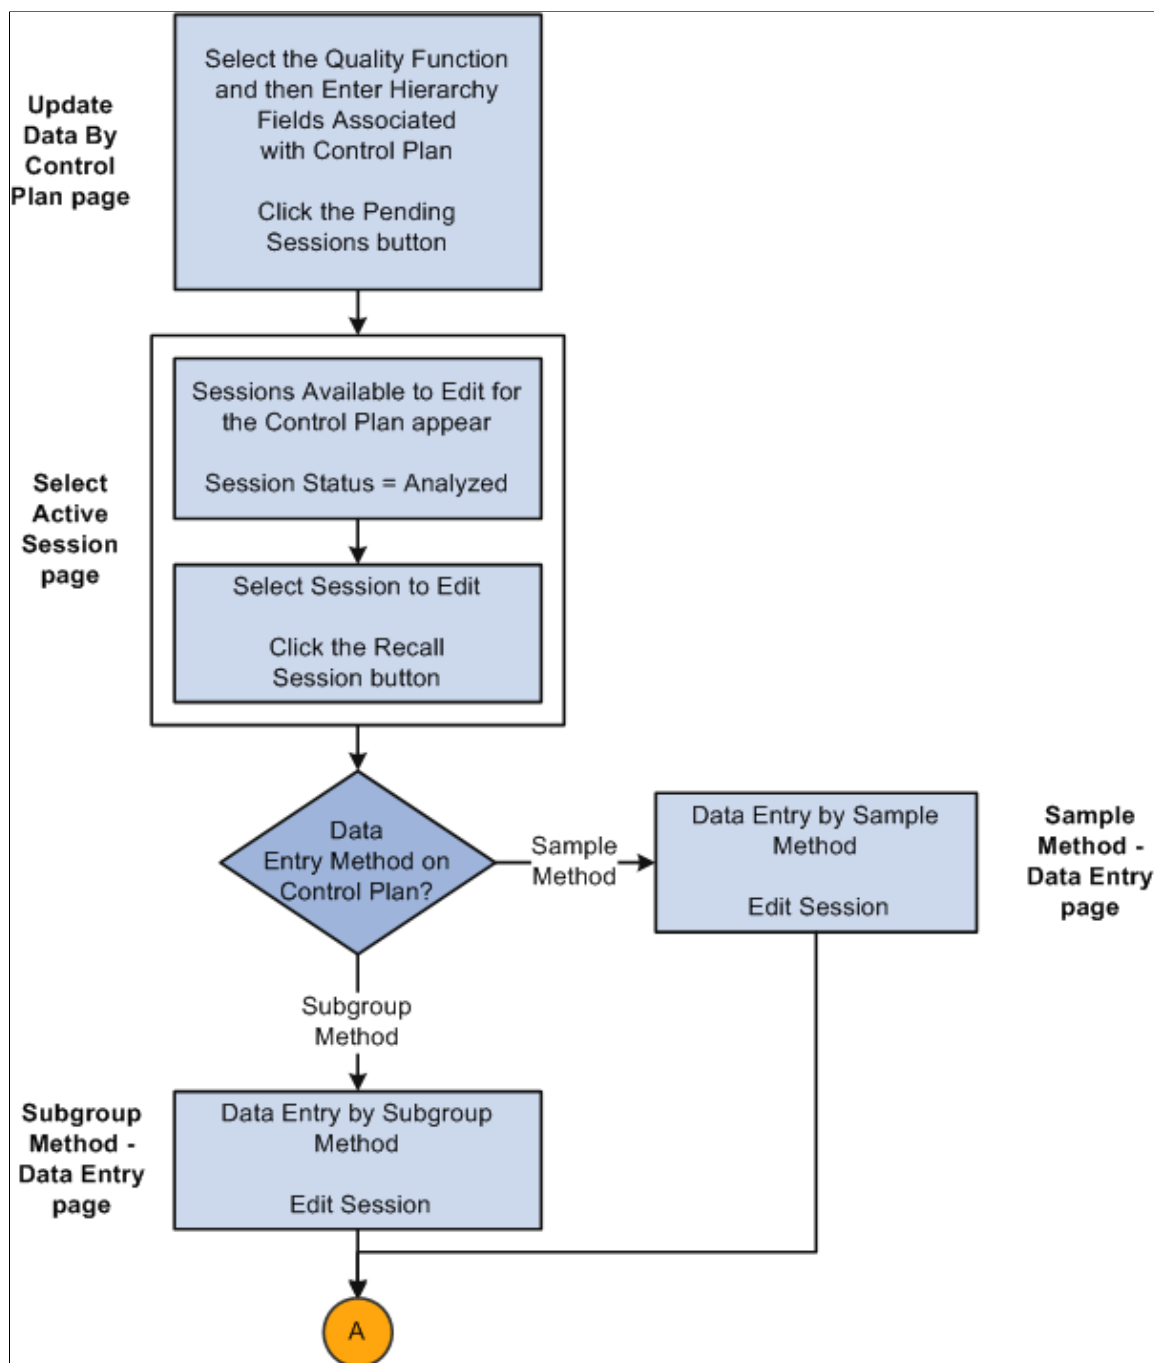 Update
Data By
Control
Plan page
Select the Quality Function
and then Enter Hierarchy
Fields Associated
with Control Plan
Click the Pending
Sessions button
Select
Active
Session
page
Sessions Available to Edit for
the Control Plan appear
Session Status = Analyzed
Select Session to Edit
Click the Recall
Session button
Data
Entry Method on
Control Plan?
Sample
Method
Data Entry by Sample
Method
Edit Session
Sample
Method -
Data Entry
page
Subgroup
Method
Subgroup
Method -
Data Entry
page
Data Entry by Subgroup
Method
Edit Session
A